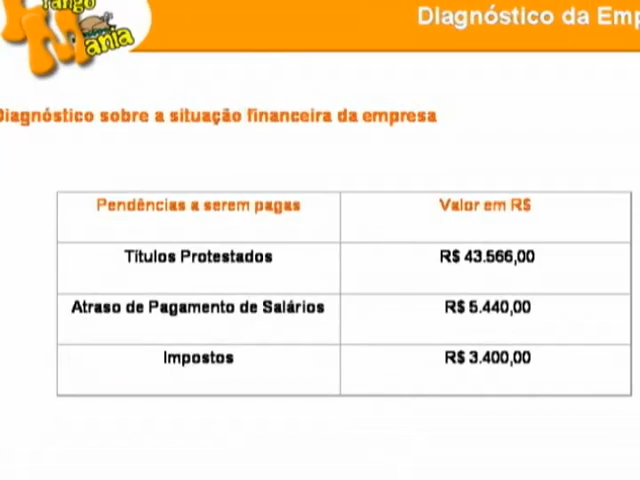 Mania
Diagnóstico da Emp
Diagnóstico sobre a situação financeira da empresa
Pendências a serem pagas
Valor em R$
Títulos Protestados
R$ 43.566,00
Atraso de Pagamento de Salários
R$ 5.440,00
Impostos
R$ 3.400,00